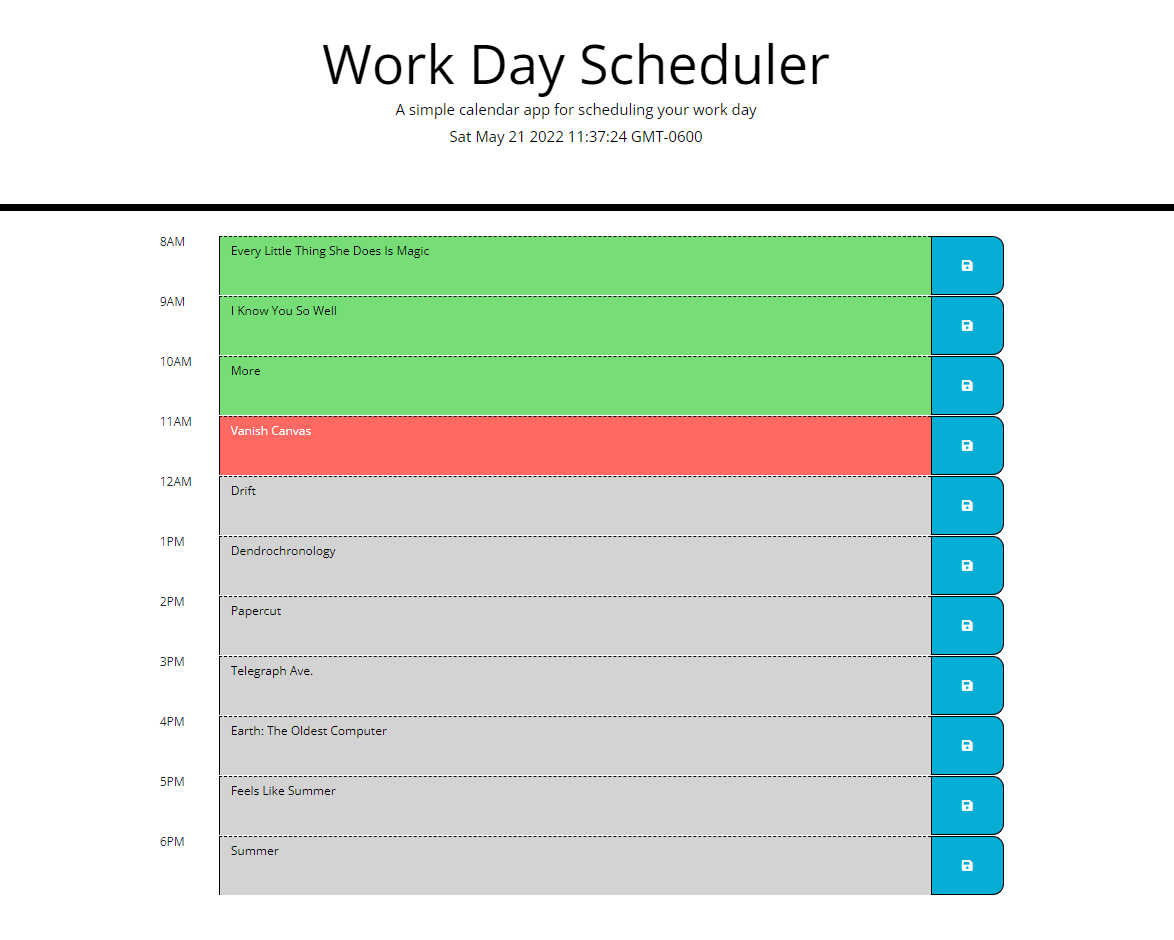 Work Day Scheduler
A simple calendar app for scheduling your work day
Sat May 21 2022 11:37:24 GMT-0600
8AM Every Little Thing She Does Is Magic
9AM I Know You So Well
10AM More
11AM Vanish Canvas
12AM Drift
1PM Dendrochronology
2PM Papercut
3PM Telegraph Ave.
4PM Earth: The Oldest Computer
5PM Feels Like Summer
6PM Summer